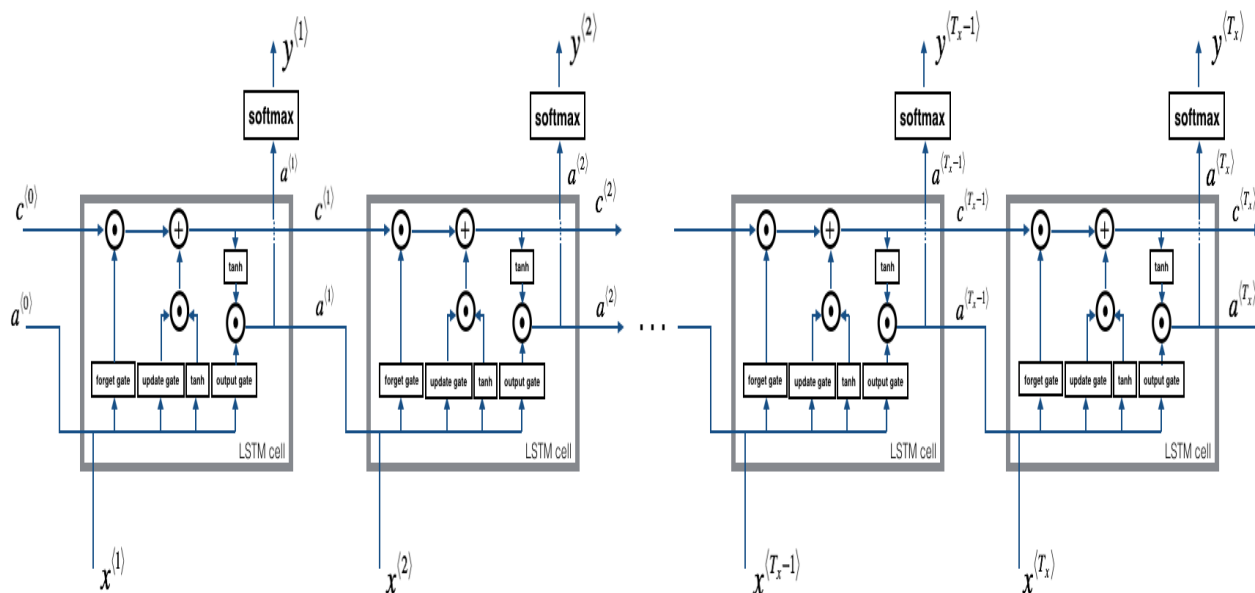 y⟨1⟩ y⟨2⟩ y⟨Tx−1⟩ y⟨Tx⟩
softmax softmax softmax softmax
a⟨1⟩ a⟨2⟩ a⟨Tx−1⟩ a⟨Tx⟩
c⟨0⟩ c⟨1⟩ c⟨2⟩ c⟨Tx−1⟩ c⟨Tx⟩
+ + + +
tanh tanh tanh tanh
a⟨0⟩ a⟨1⟩ a⟨2⟩ ... a⟨Tx−1⟩ a⟨Tx⟩
forget gate update gate tanh output gate forget gate update gate tanh output gate forget gate update gate tanh output gate forget gate update gate tanh output gate
LSTM cell LSTM cell LSTM cell LSTM cell
x⟨1⟩ x⟨2⟩ x⟨Tx−1⟩ x⟨Tx⟩